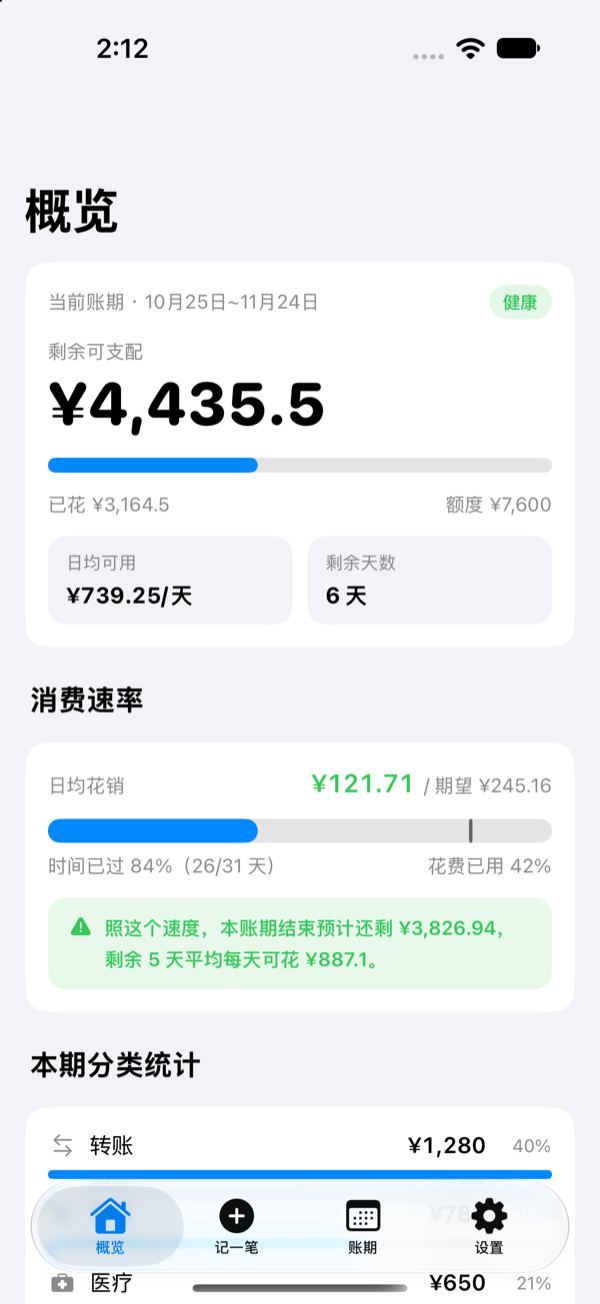 2:12
概览
当前账期 · 10月25日~11月24日
健康
剩余可支配
¥4,435.5
已花 ¥3,164.5
额度 ¥7,600
日均可用
¥739.25/天
剩余天数
6 天
消费速率
日均花销
¥121.71 / 期望 ¥245.16
时间已过 84%（26/31 天）
花费已用 42%
照这个速度，本账期结束预计还剩 ¥3,826.94，
剩余 5 天平均每天可花 ¥887.1。
本期分类统计
转账
¥1,280
40%
概览
记一笔
账期
设置
医疗
¥650
21%